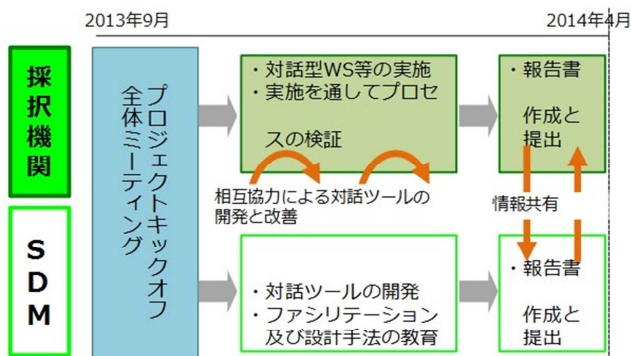 2013年9月
2014年4月
採択機関
プロジェクトキックオフ
全体ミーティング
・対話型WS等の実施
・実施を通してプロセ
スの検証
・報告書
作成と
提出
相互協力による対話ツールの
開発と改善
情報共有
SDM
・対話ツールの開発
・ファシリテーション
及び設計手法の教育
・報告書
作成と
提出